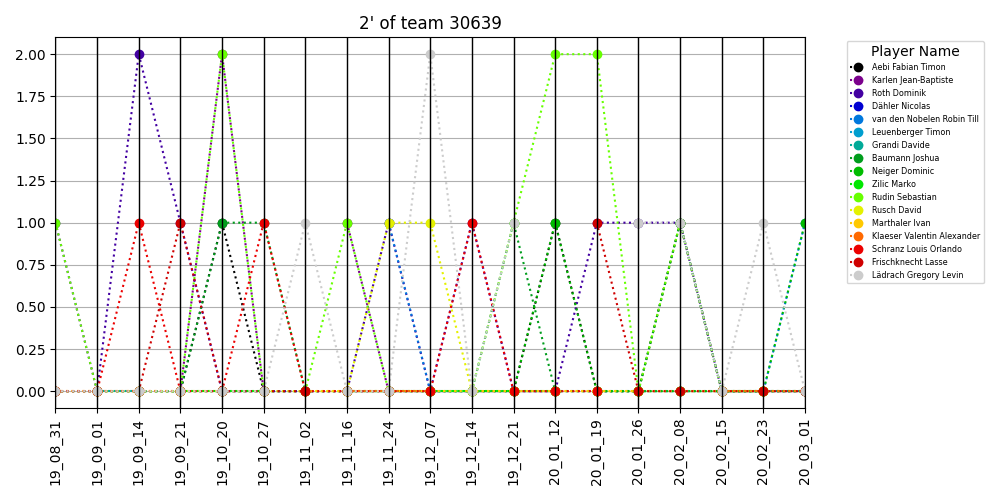 2' of team 30639
2.00
1.75
1.50
1.25
1.00
0.75
0.50
0.25
0.00
19_08_31
19_09_01
19_09_14
19_09_21
19_10_20
19_10_27
19_11_02
19_11_16
19_11_24
19_12_07
19_12_14
19_12_21
20_01_12
20_01_19
20_01_26
20_02_08
20_02_15
20_02_23
20_03_01
Player Name
Aebi Fabian Timon
Karlen Jean-Baptiste
Roth Dominik
Dähler Nicolas
van den Nobelen Robin Till
Leuenberger Timon
Grandi Davide
Baumann Joshua
Neiger Dominic
Zilic Marko
Rudin Sebastian
Rusch David
Marthaler Ivan
Klaeser Valentin Alexander
Schranz Louis Orlando
Frischknecht Lasse
Lädrach Gregory Levin